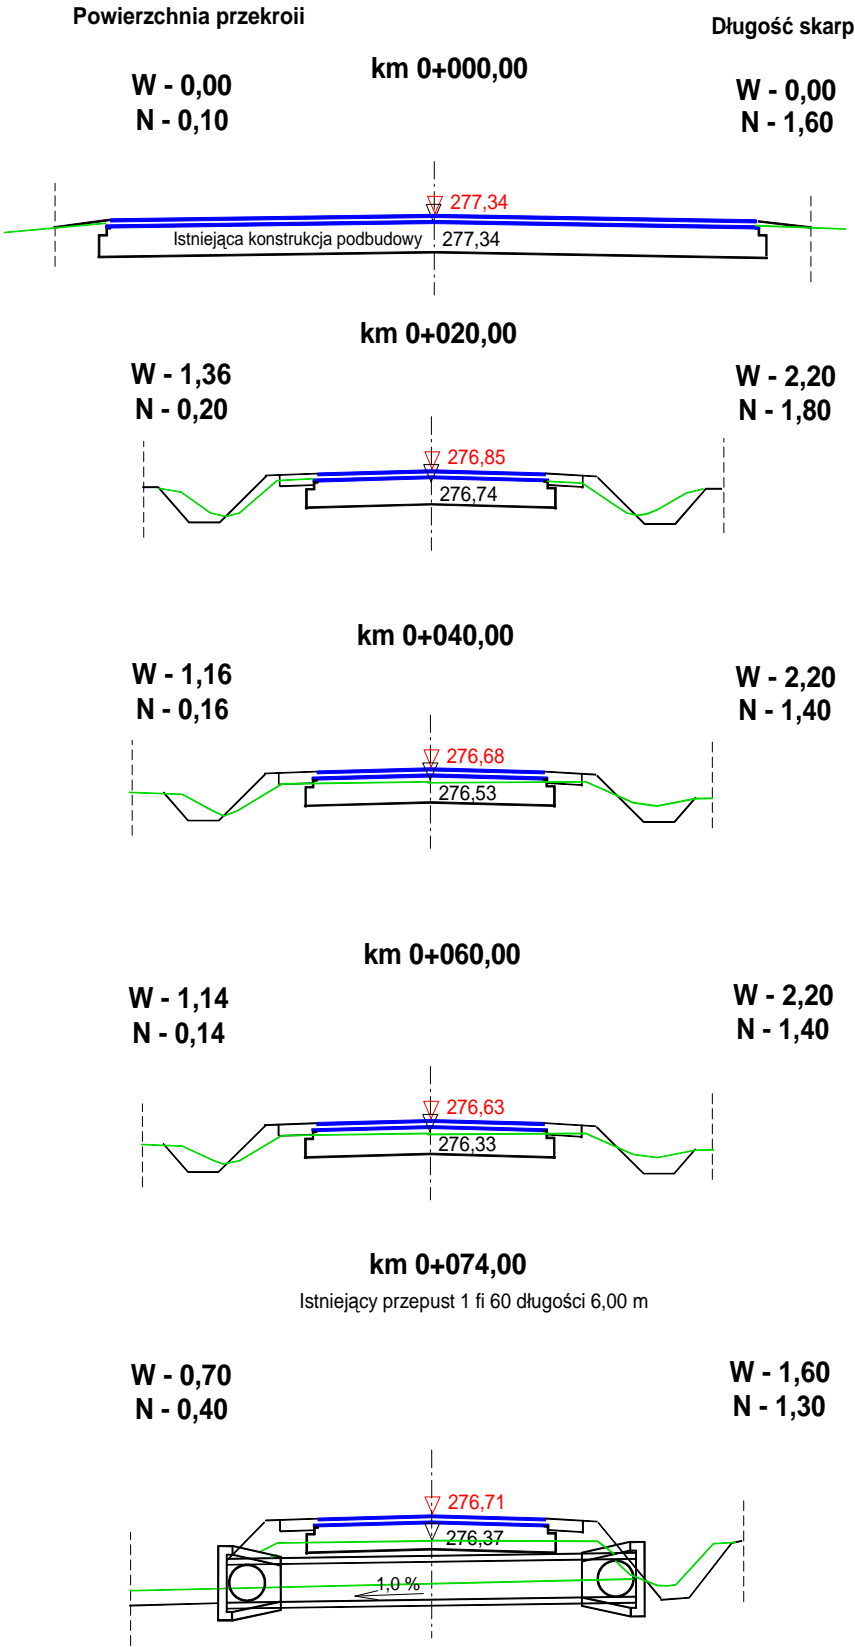 Powierzchnia przekroii
Długość skarp
km 0+000,00
W - 0,00
N - 0,10
W - 0,00
N - 1,60
277,34
Istniejąca konstrukcja podbudowy
277,34
km 0+020,00
W - 1,36
N - 0,20
W - 2,20
N - 1,80
276,85
276,74
km 0+040,00
W - 1,16
N - 0,16
W - 2,20
N - 1,40
276,68
276,53
km 0+060,00
W - 1,14
N - 0,14
W - 2,20
N - 1,40
276,63
276,33
km 0+074,00
Istniejący przepust 1 fi 60 długości 6,00 m
W - 0,70
N - 0,40
W - 1,60
N - 1,30
276,71
276,37
1,0 %